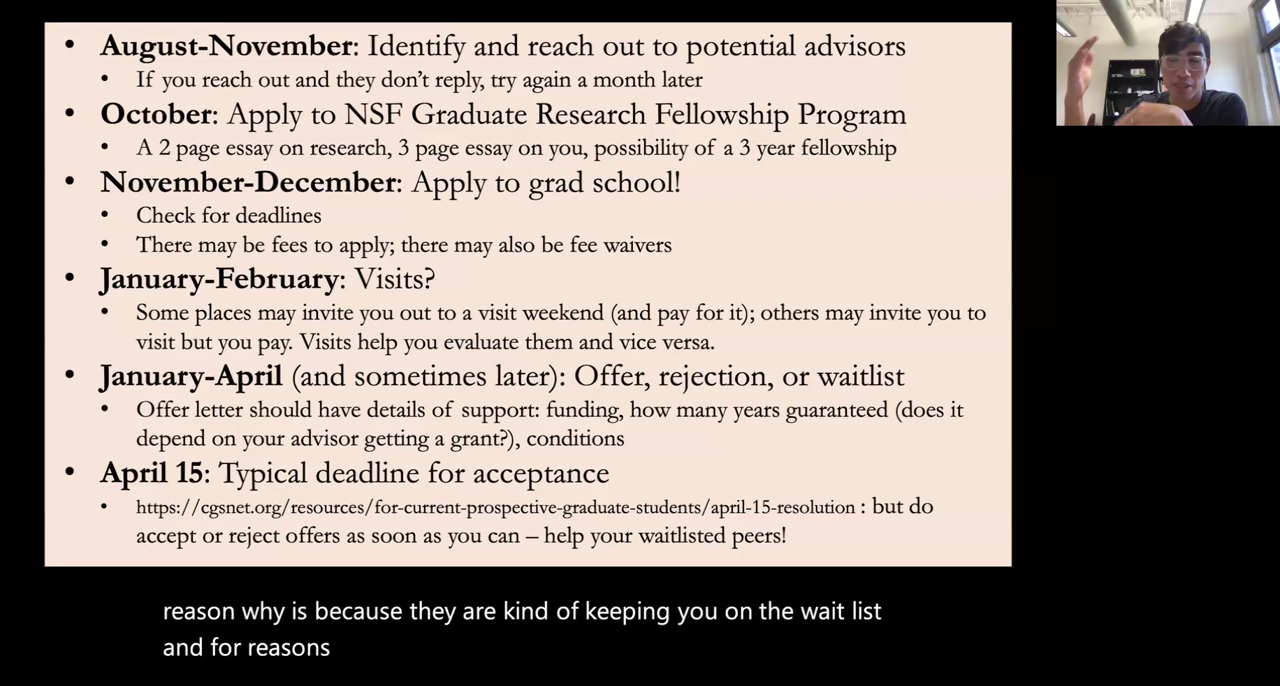 • August-November: Identify and reach out to potential advisors
• If you reach out and they don’t reply, try again a month later
• October: Apply to NSF Graduate Research Fellowship Program
• A 2 page essay on research, 3 page essay on you, possibility of a 3 year fellowship
• November-December: Apply to grad school!
• Check for deadlines
• There may be fees to apply; there may also be fee waivers
• January-February: Visits?
• Some places may invite you out to a visit weekend (and pay for it); others may invite you to
visit but you pay. Visits help you evaluate them and vice versa.
• January-April (and sometimes later): Offer, rejection, or waitlist
• Offer letter should have details of support: funding, how many years guaranteed (does it
depend on your advisor getting a grant?), conditions
• April 15: Typical deadline for acceptance
• https://cgsnet.org/resources/for-current-prospective-graduate-students/april-15-resolution : but do
accept or reject offers as soon as you can – help your waitlisted peers!
reason why is because they are kind of keeping you on the wait list
and for reasons